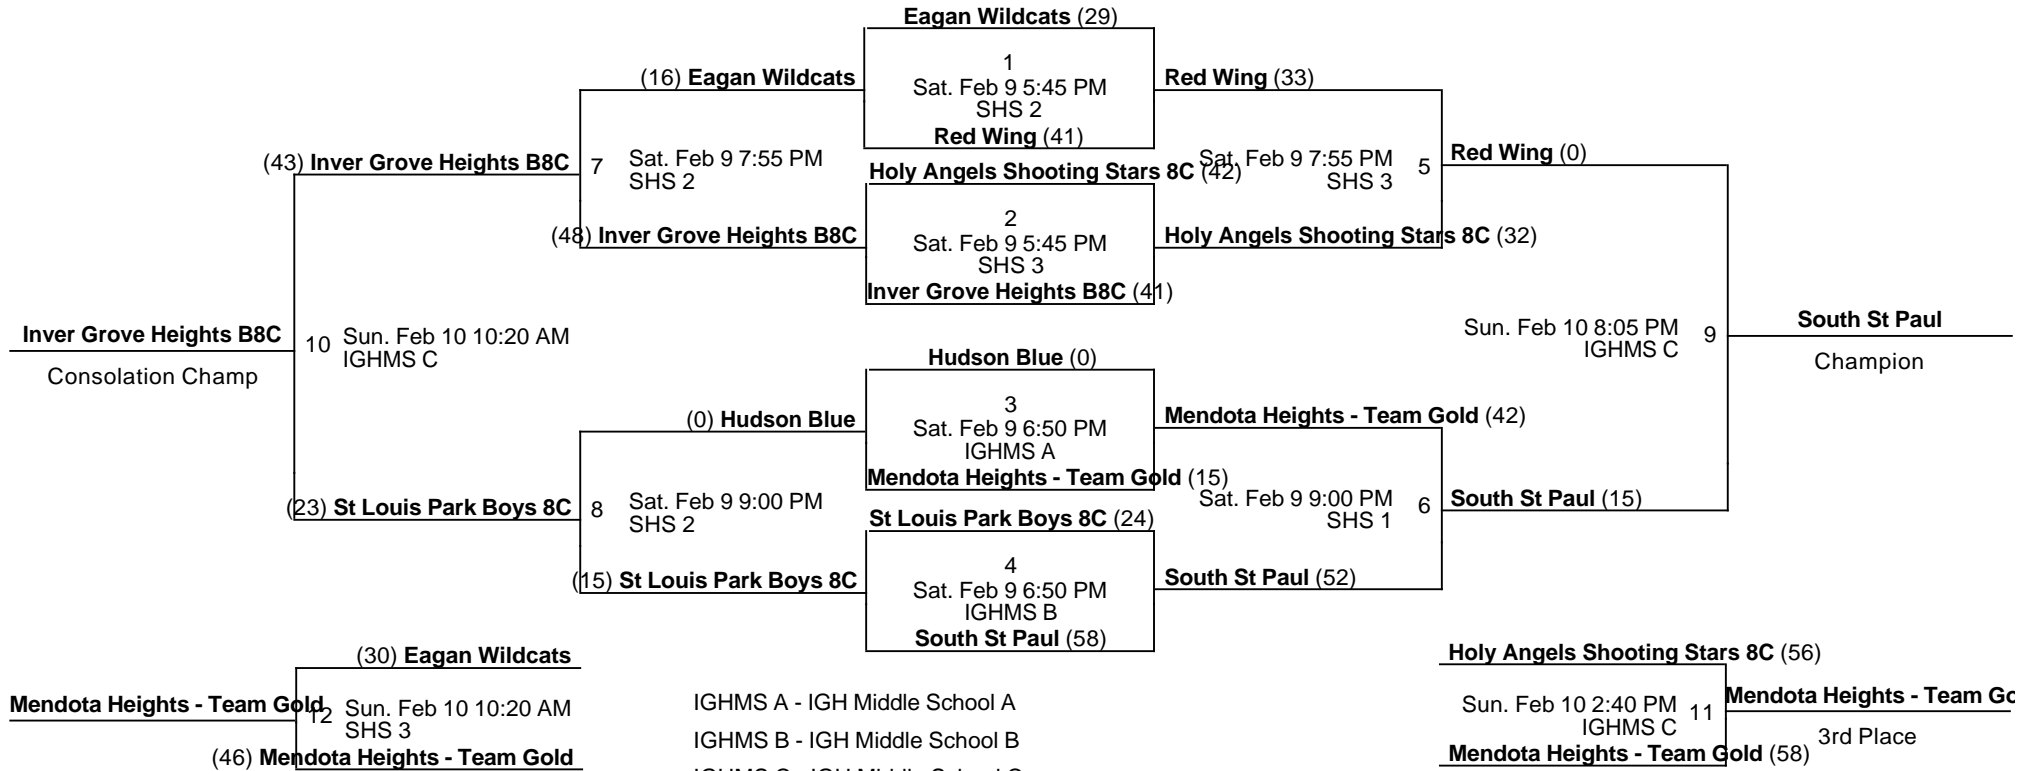 Eagan Wildcats (29)
1
Sat. Feb 9 5:45 PM
SHS 2
Red Wing (41)
(16) Eagan Wildcats
Red Wing (33)
(43) Inver Grove Heights B8C
7
Sat. Feb 9 7:55 PM
SHS 2
Holy Angels Shooting Stars 8C (42)
Sat. Feb 9 7:55 PM
SHS 3
5
Red Wing (0)
2
Sat. Feb 9 5:45 PM
SHS 3
Inver Grove Heights B8C (41)
(48) Inver Grove Heights B8C
Holy Angels Shooting Stars 8C (32)
Inver Grove Heights B8C
Consolation Champ
10
Sun. Feb 10 10:20 AM
IGHMS C
Sun. Feb 10 8:05 PM
IGHMS C
9
South St Paul
Champion
Hudson Blue (0)
3
Sat. Feb 9 6:50 PM
IGHMS A
Mendota Heights - Team Gold (15)
(0) Hudson Blue
Mendota Heights - Team Gold (42)
(23) St Louis Park Boys 8C
8
Sat. Feb 9 9:00 PM
SHS 2
Sat. Feb 9 9:00 PM
SHS 1
6
South St Paul (15)
St Louis Park Boys 8C (24)
4
Sat. Feb 9 6:50 PM
IGHMS B
South St Paul (58)
(15) St Louis Park Boys 8C
South St Paul (52)
(30) Eagan Wildcats
Mendota Heights - Team Gold
12
Sun. Feb 10 10:20 AM
SHS 3
(46) Mendota Heights - Team Gold
IGHMS A - IGH Middle School A
IGHMS B - IGH Middle School B
IGHMS C - IGH Middle School C
Holy Angels Shooting Stars 8C (56)
Sun. Feb 10 2:40 PM
IGHMS C
11
Mendota Heights - Team Go
3rd Place
Mendota Heights - Team Gold (58)